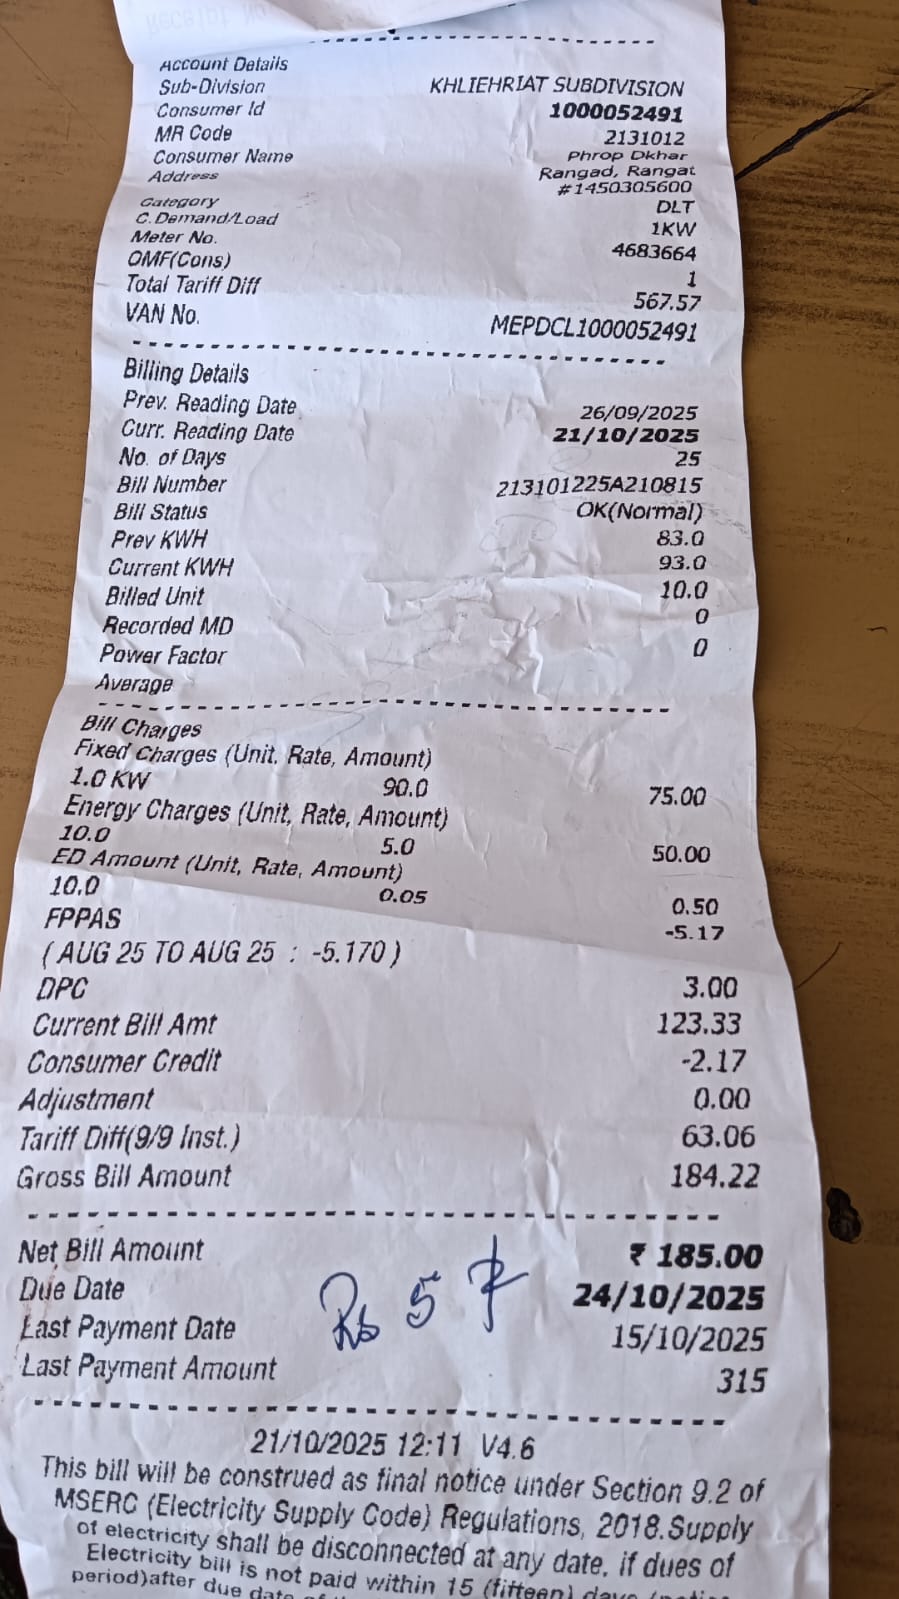 Account Details
Sub-Division KHLIEHRIAT SUBDIVISION
Consumer Id 1000052491
MR Code 2131012
Consumer Name Phrop Dkhar
Address Rangad, Rangat
#1450305600
Category DLT
C.Demand/Load 1KW
Meter No. 4683664
OMF(Cons) 1
Total Tariff Diff 567.57
VAN No. MEPDCL1000052491
Billing Details
Prev. Reading Date 26/09/2025
Curr. Reading Date 21/10/2025
No. of Days 25
Bill Number 213101225A210815
Bill Status OK(Normal)
Prev KWH 83.0
Current KWH 93.0
Billed Unit 10.0
Recorded MD 0
Power Factor 0
Average
Bill Charges
Fixed Charges (Unit, Rate, Amount)
1.0 KW 90.0 75.00
Energy Charges (Unit, Rate, Amount)
10.0 5.0 50.00
ED Amount (Unit, Rate, Amount)
10.0 0.05 0.50
FPPAS -5.17
( AUG 25 TO AUG 25 : -5.170 )
DPC 3.00
Current Bill Amt 123.33
Consumer Credit -2.17
Adjustment 0.00
Tariff Diff(9/9 Inst.) 63.06
Gross Bill Amount 184.22
Net Bill Amount ₹ 185.00
Due Date 24/10/2025
Last Payment Date 15/10/2025
Last Payment Amount 315
Rs 5
21/10/2025 12:11 V4.6
This bill will be construed as final notice under Section 9.2 of
MSERC (Electricity Supply Code) Regulations, 2018.Supply
of electricity shall be disconnected at any date, if dues of
Electricity bill is not paid within 15 (fifteen) days
period)after due date